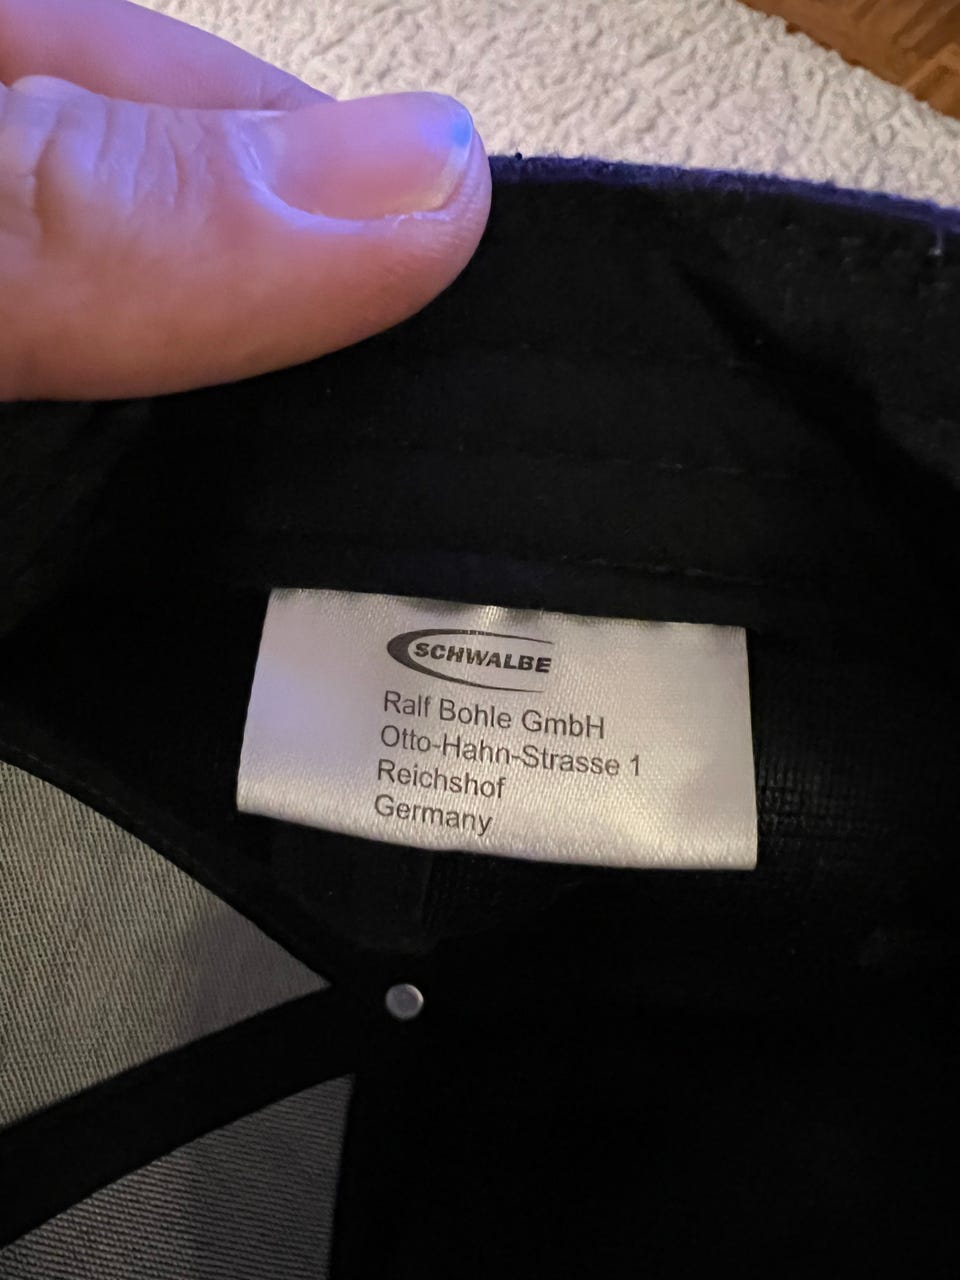 SCHWALBE
Ralf Bohle GmbH
Otto-Hahn-Strasse 1
Reichshof
Germany